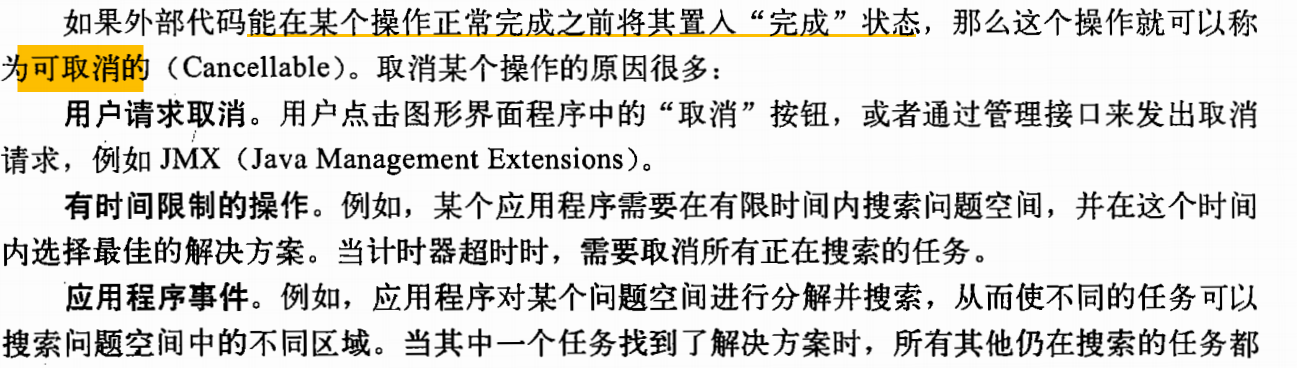 如果外部代码能在某个操作正常完成之前将其置入“完成”状态，那么这个操作就可以称
为可取消的（Cancellable）。取消某个操作的原因很多：
用户请求取消。用户点击图形界面程序中的“取消”按钮，或者通过管理接口来发出取消
请求，例如 JMX（Java Management Extensions）。
有时间限制的操作。例如，某个应用程序需要在有限时间内搜索问题空间，并在这个时间
内选择最佳的解决方案。当计时器超时时，需要取消所有正在搜索的任务。
应用程序事件。例如，应用程序对某个问题空间进行分解并搜索，从而使不同的任务可以
搜索问题空间中的不同区域。当其中一个任务找到了解决方案时，所有其他仍在搜索的任务都